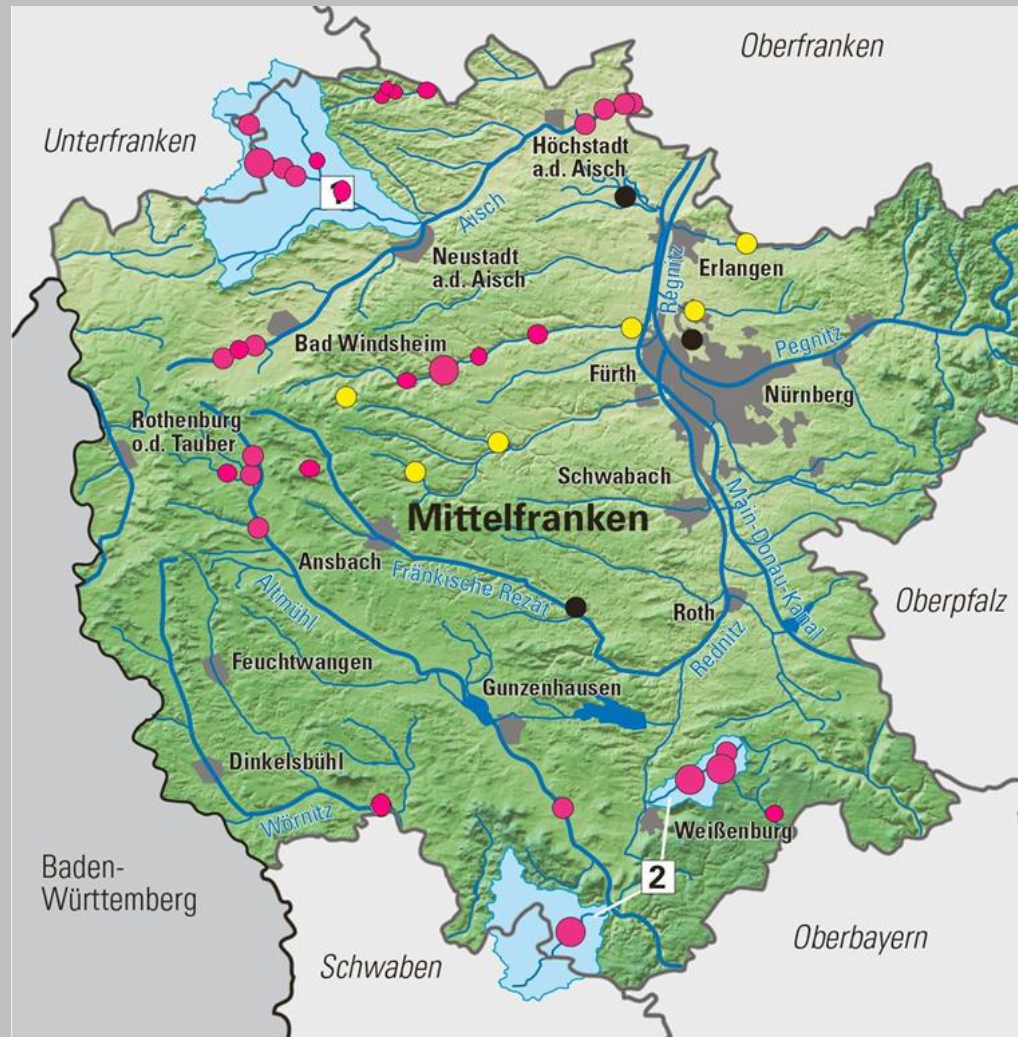 Oberfranken
Unterfranken
Höchstadt
a.d. Aisch
1
Aisch
Neustadt
a.d. Aisch
Regnitz
Erlangen
Bad Windsheim
Pegnitz
Fürth
Nürnberg
Rothenburg
o.d. Tauber
Schwabach
Mittelfranken
Main-Donau-Kanal
Ansbach
Fränkische Rezat
Altmühl
Roth
Oberpfalz
Rednitz
Feuchtwangen
Gunzenhausen
Dinkelsbühl
Wörnitz
Weißenburg
Baden-
Württemberg
2
Oberbayern
Schwaben